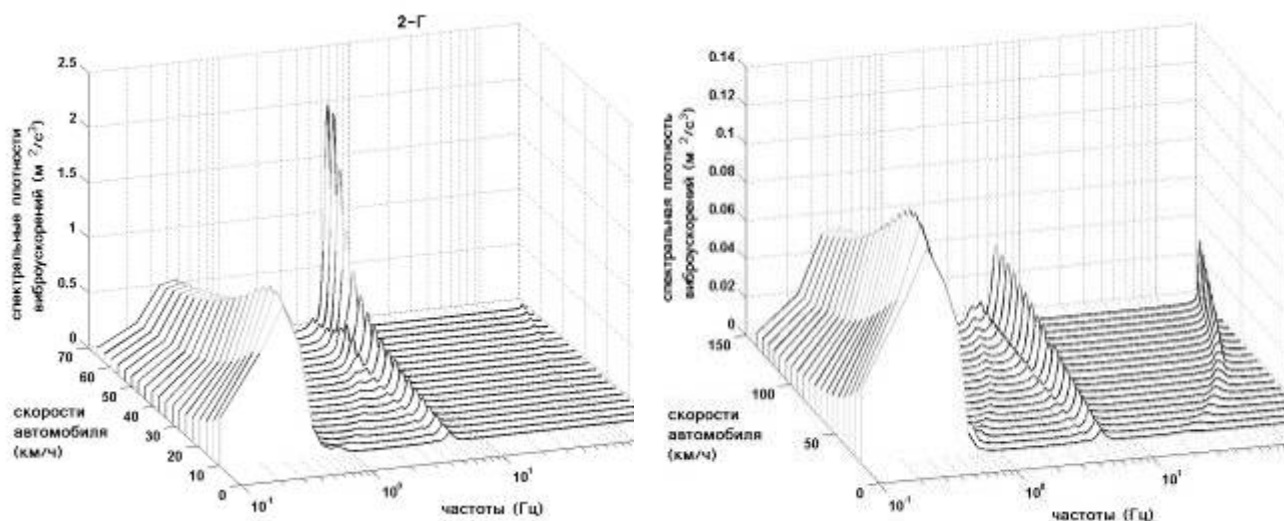 2-Г
спектральные плотности
виброускорений (м ²/с³)
2.5
2
1.5
1
0.5
0
70
60
50
40
30
20
10
0
скорости
автомобиля
(км/ч)
10⁻¹
10⁰
10¹
частоты (Гц)
спектральная плотность
виброускорений (м ²/с³)
0.14
0.12
0.1
0.08
0.06
0.04
0.02
0
150
100
50
0
скорости
автомобиля
(км/ч)
10⁻¹
10⁰
10¹
частоты (Гц)